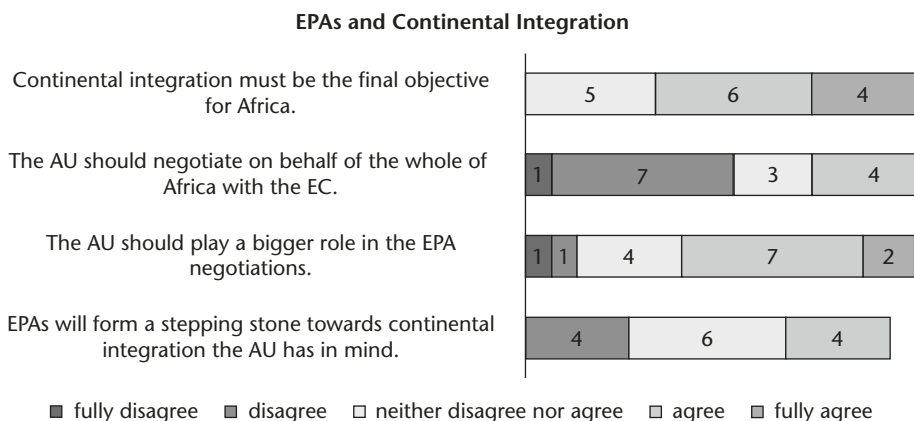 EPAs and Continental Integration
Continental integration must be the final objective
for Africa.
5 6 4
The AU should negotiate on behalf of the whole of
Africa with the EC.
1 7 3 4
The AU should play a bigger role in the EPA
negotiations.
1 1 4 7 2
EPAs will form a stepping stone towards continental
integration the AU has in mind.
4 6 4
fully disagree disagree neither disagree nor agree agree fully agree